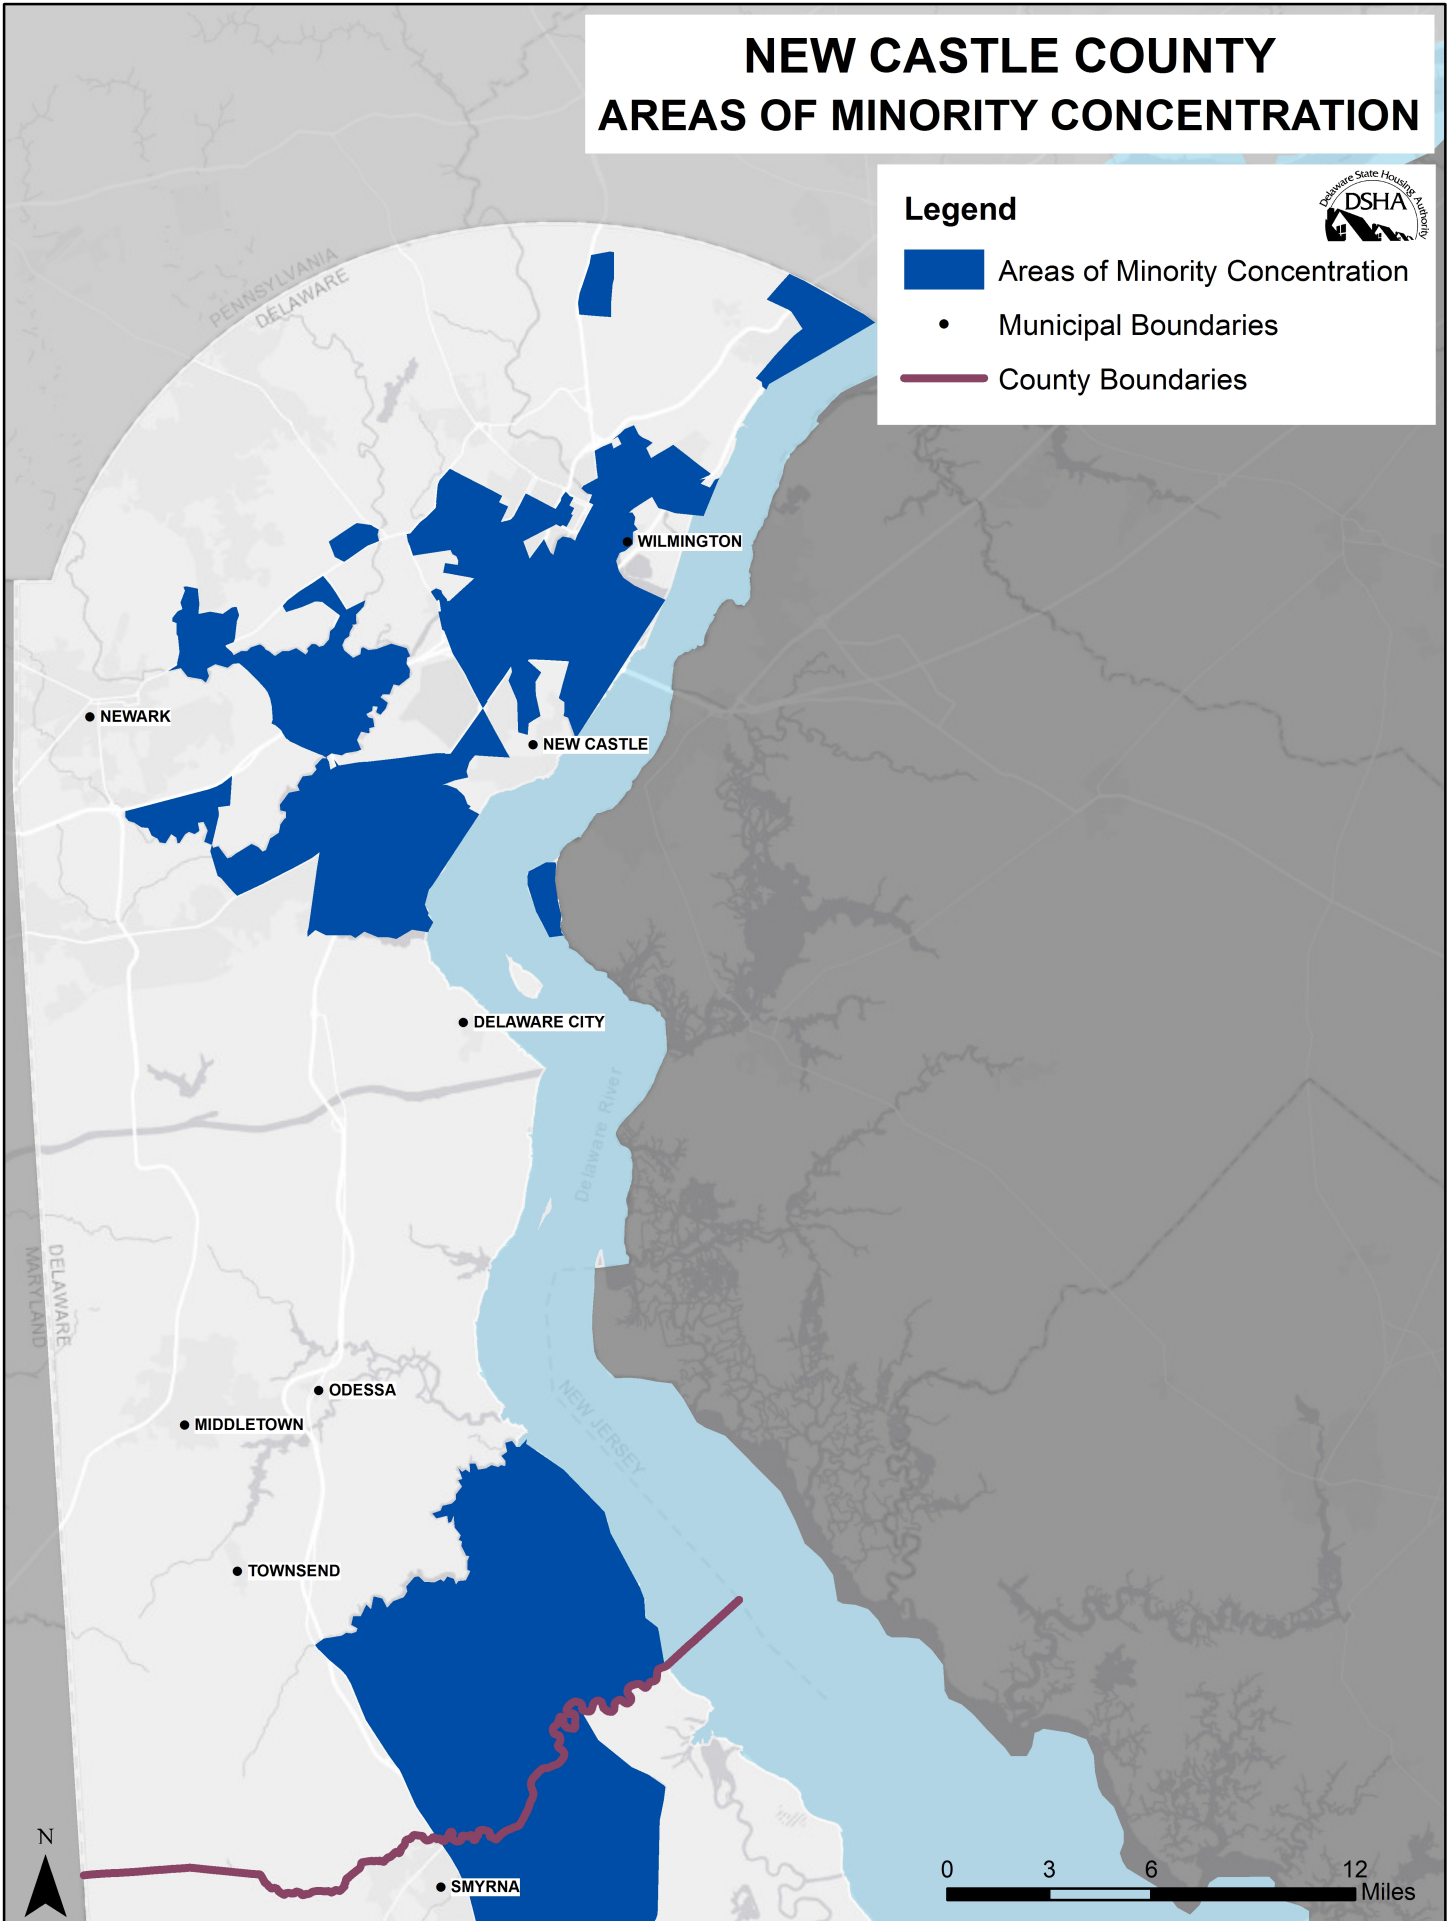 NEW CASTLE COUNTY
AREAS OF MINORITY CONCENTRATION
Legend
Delaware State Housing Authority
DSHA
Areas of Minority Concentration
Municipal Boundaries
County Boundaries
PENNSYLVANIA
DELAWARE
WILMINGTON
NEWARK
NEW CASTLE
DELAWARE CITY
Delaware River
DELAWARE
MARYLAND
ODESSA
NEW JERSEY
MIDDLETOWN
TOWNSEND
N
SMYRNA
0 3 6 12
Miles